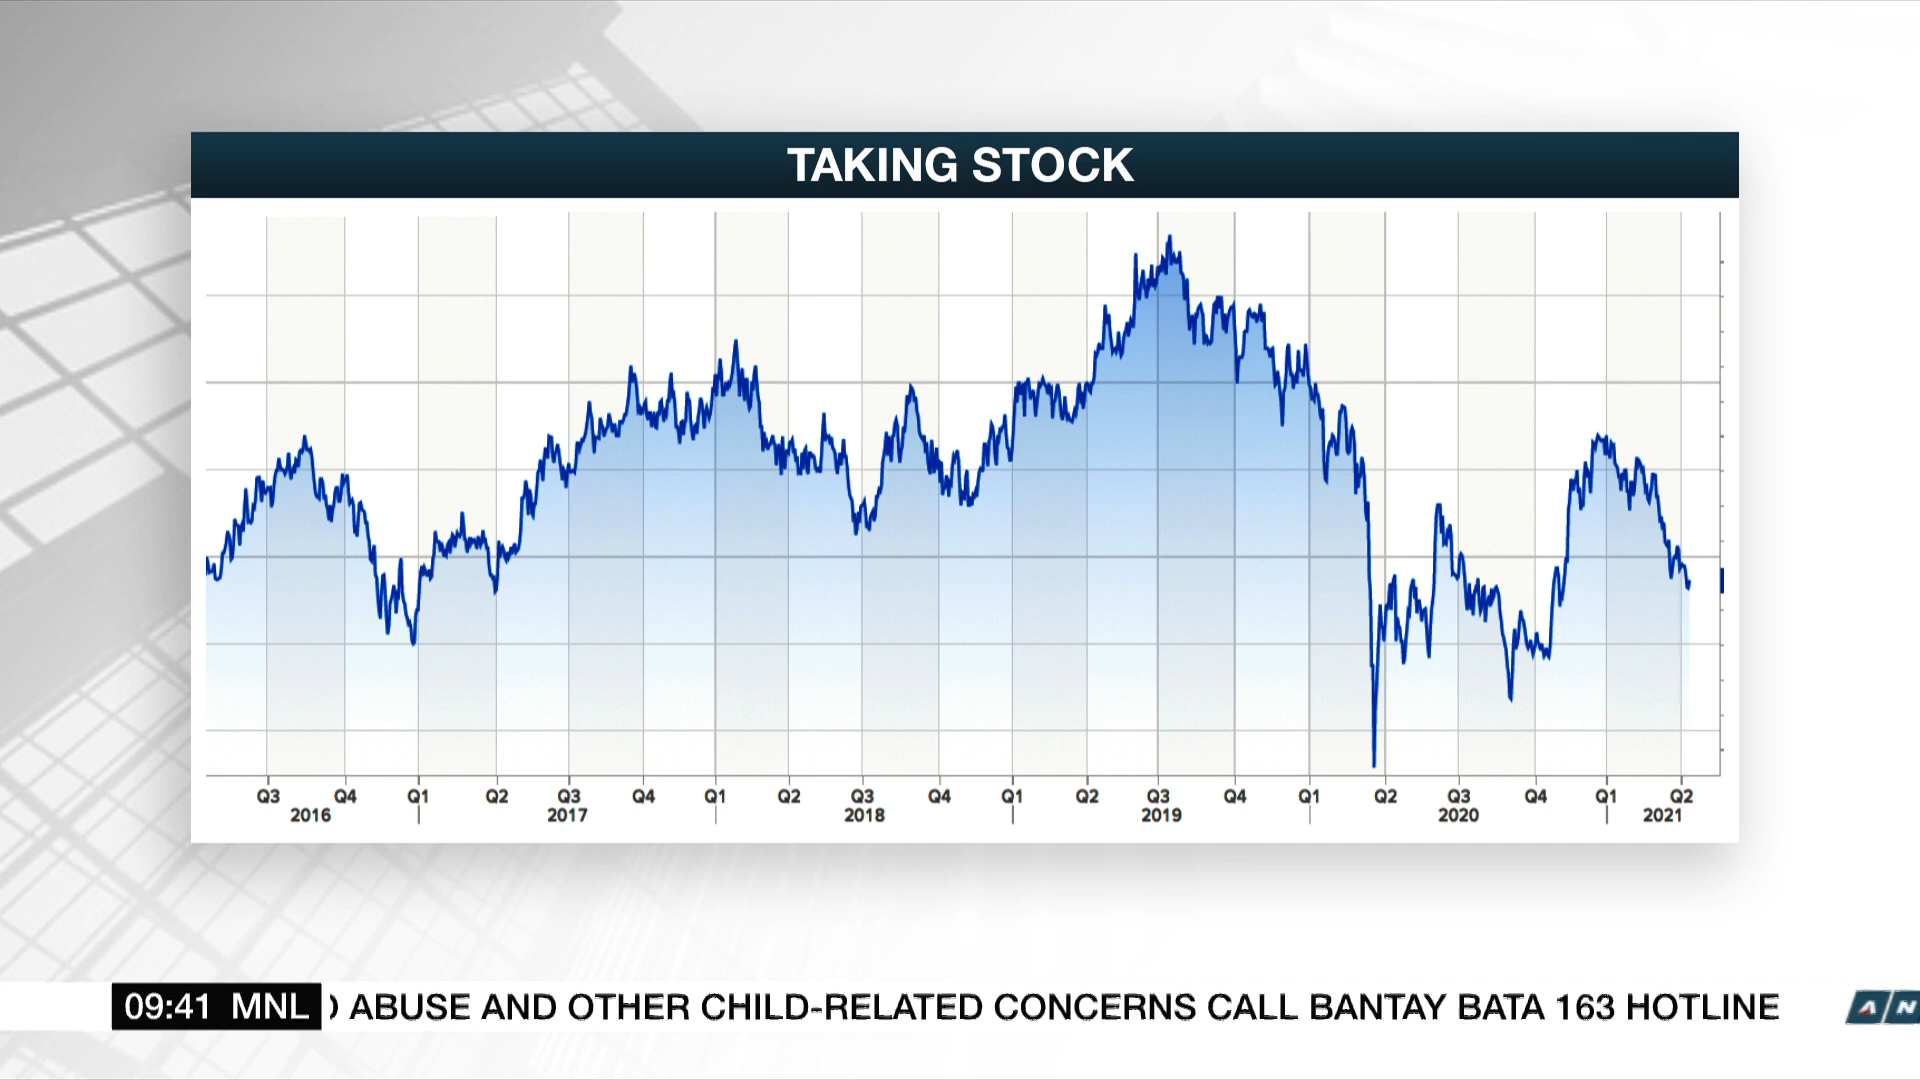 TAKING STOCK
Q3 Q4 Q1 Q2 Q3 Q4 Q1 Q2 Q3 Q4 Q1 Q2 Q3 Q4 Q1 Q2 Q3 Q4 Q1 Q2
2016 2017 2018 2019 2020 2021
09:41 MNL ABUSE AND OTHER CHILD-RELATED CONCERNS CALL BANTAY BATA 163 HOTLINE AN